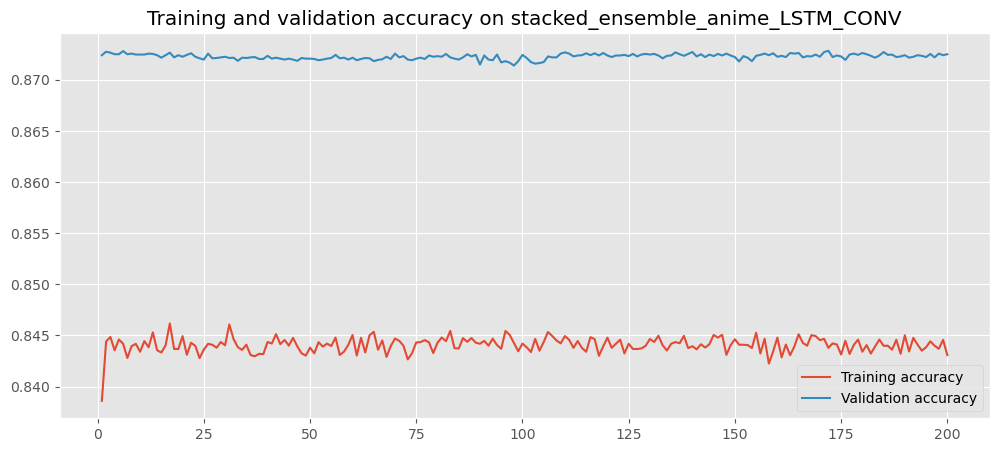 Training and validation accuracy on stacked_ensemble_anime_LSTM_CONV
0.870
0.865
0.860
0.855
0.850
0.845
0.840
Training accuracy
Validation accuracy
0 25 50 75 100 125 150 175 200